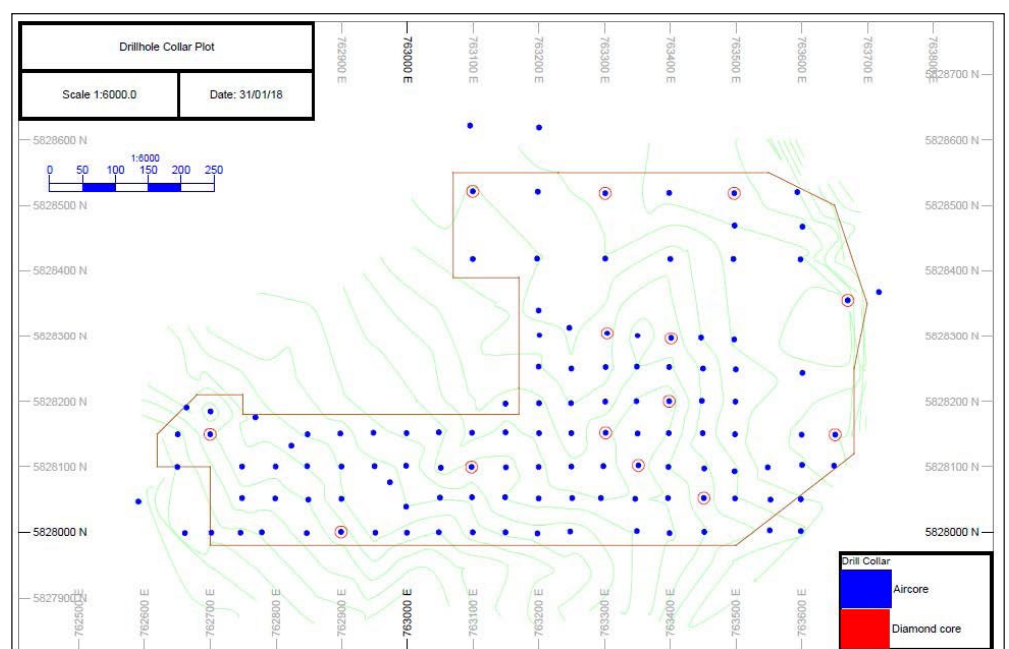 Drillhole Collar Plot
Scale 1:6000.0
Date: 31/01/18
762900 E
763000 E
763100 E
763200 E
763300 E
763400 E
763500 E
763600 E
763700 E
763800 E
5828700 N
5828600 N
5828600 N
1:6000
0 50 100 150 200 250
5828500 N
5828500 N
5828400 N
5828400 N
5828300 N
5828300 N
5828200 N
5828200 N
5828100 N
5828100 N
5828000 N
5828000 N
5827900 N
762500 E
762600 E
762700 E
762800 E
762900 E
763000 E
763100 E
763200 E
763300 E
763400 E
763500 E
763600 E
Drill Collar
Aircore
Diamond core